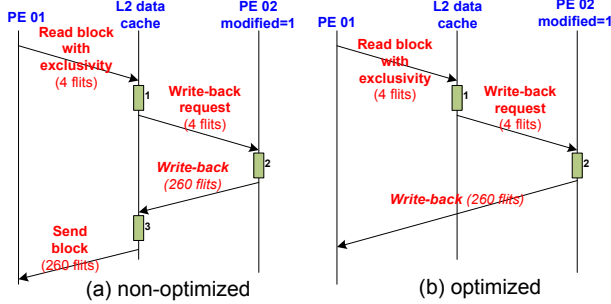 PE 01
L2 data
cache
PE 02
modified=1
Read block
with
exclusivity
(4 flits)
1
Write-back
request
(4 flits)
2
Write-back
(260 flits)
3
Send
block
(260 flits)
(a) non-optimized
PE 01
L2 data
cache
PE 02
modified=1
Read block
with
exclusivity
(4 flits)
1
Write-back
request
(4 flits)
2
Write-back (260 flits)
(b) optimized